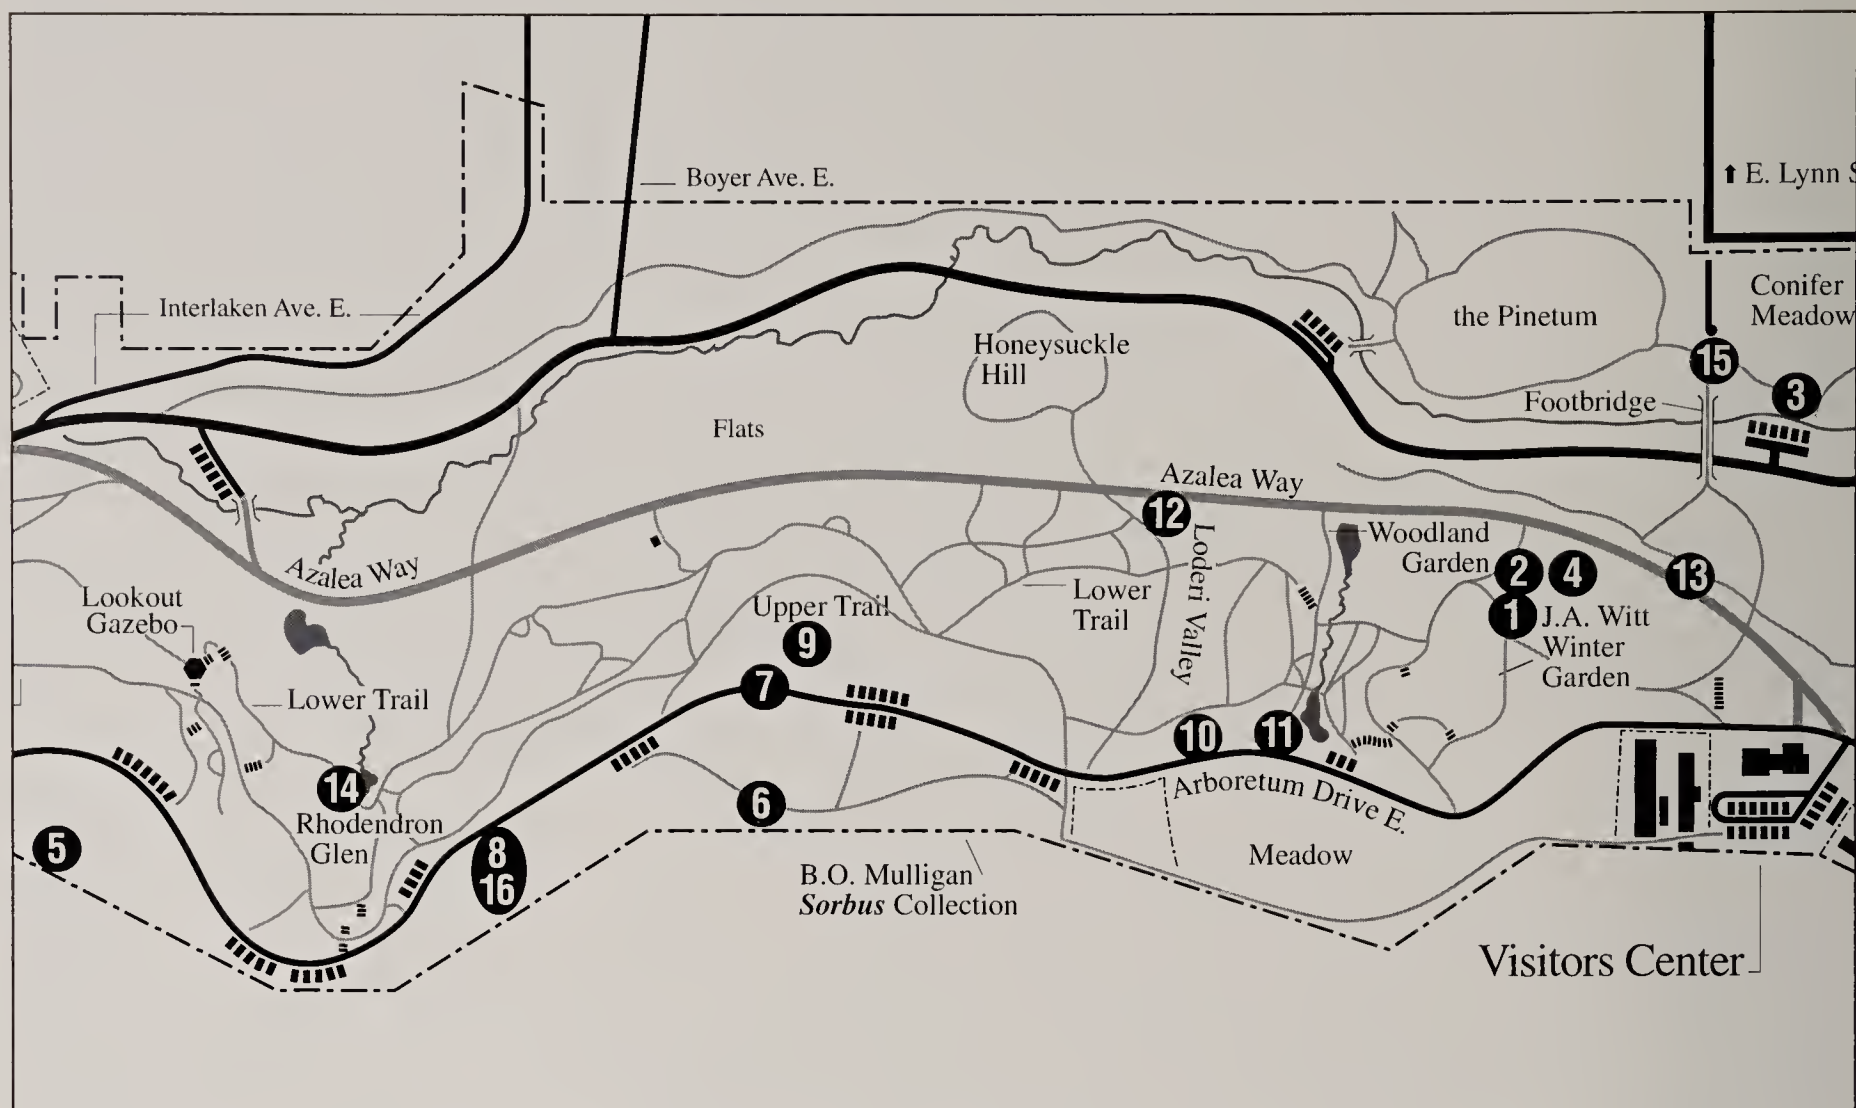 Boyer Ave. E.
E. Lynn S
Interlaken Ave. E.
Conifer
Meadow
the Pinetum
Honeysuckle
Hill
15
3
Footbridge
Flats
Azalea Way
12
Loderi Valley
Woodland
Garden
2
4
13
1
J.A. Witt
Winter
Garden
Azalea Way
Lookout
Gazebo
Lower
Trail
Upper Trail
9
7
Lower Trail
10
11
14
6
Arboretum Drive E.
Rhodendron
Glen
5
8
16
Meadow
B.O. Mulligan
Sorbus Collection
Visitors Center